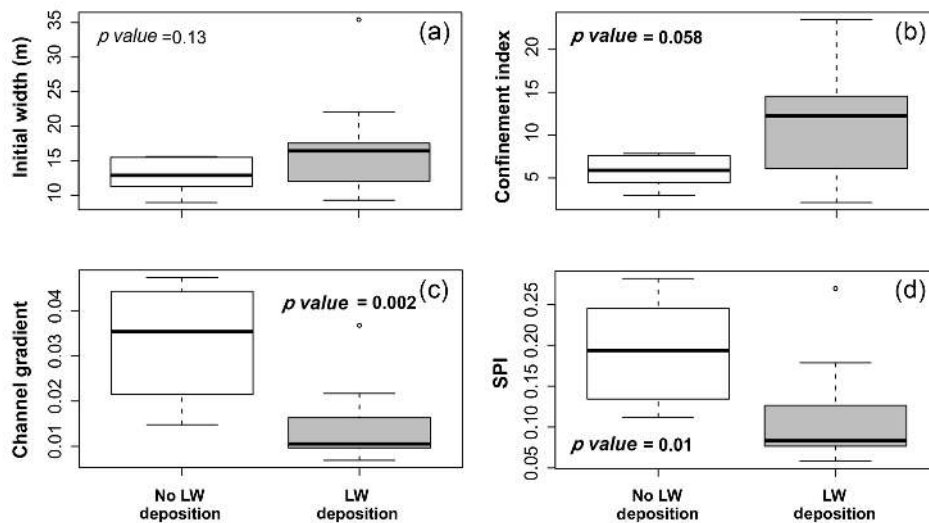 Initial width (m)
10 15 20 25 30 35
p value =0.13
(a)
Confinement index
5 10 15 20
p value = 0.058
(b)
Channel gradient
0.01 0.02 0.03 0.04
p value = 0.002
(c)
No LW
deposition
LW
deposition
SPI
0.05 0.10 0.15 0.20 0.25
p value = 0.01
(d)
No LW
deposition
LW
deposition